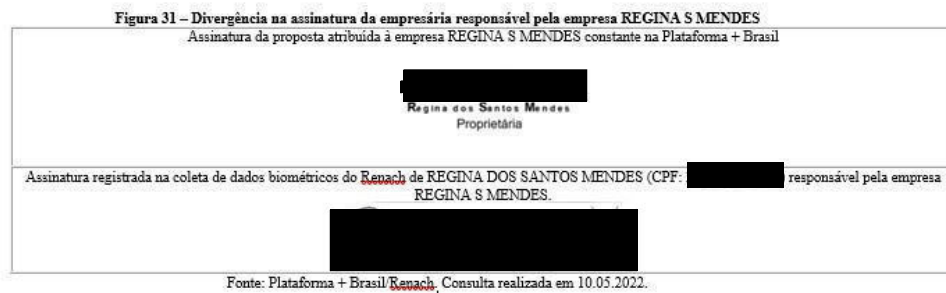 Figura 31 – Divergência na assinatura da empresária responsável pela empresa REGINA S MENDES
Assinatura da proposta atribuída à empresa REGINA S MENDES constante na Plataforma + Brasil
Regina dos Santos Mendes
Proprietária
Assinatura registrada na coleta de dados biométricos do Renach de REGINA DOS SANTOS MENDES (CPF: ) responsável pela empresa
REGINA S MENDES.
Fonte: Plataforma + Brasil/Renach. Consulta realizada em 10.05.2022.